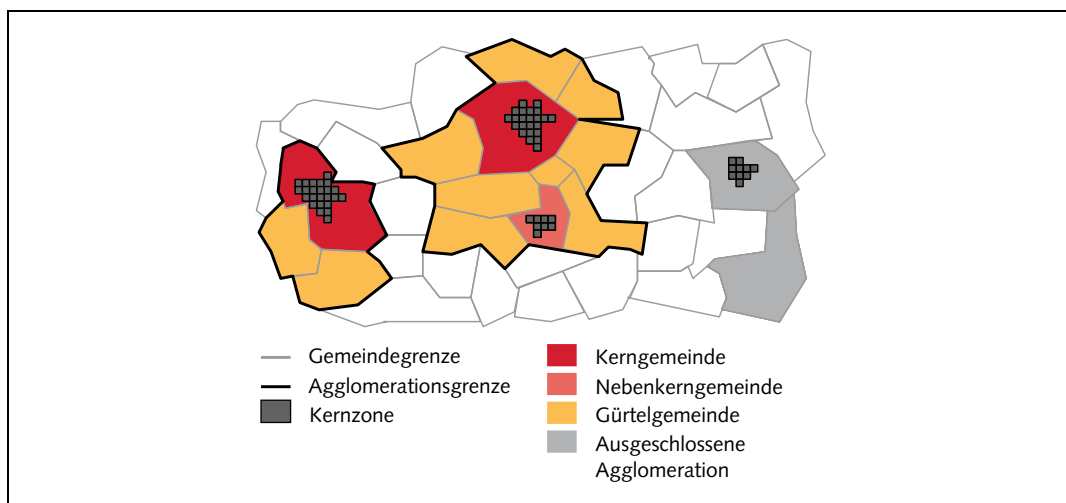 Gemeindegrenze
Agglomerationsgrenze
Kernzone
Kerngemeinde
Nebenkerngemeinde
Gürtelgemeinde
Ausgeschlossene
Agglomeration